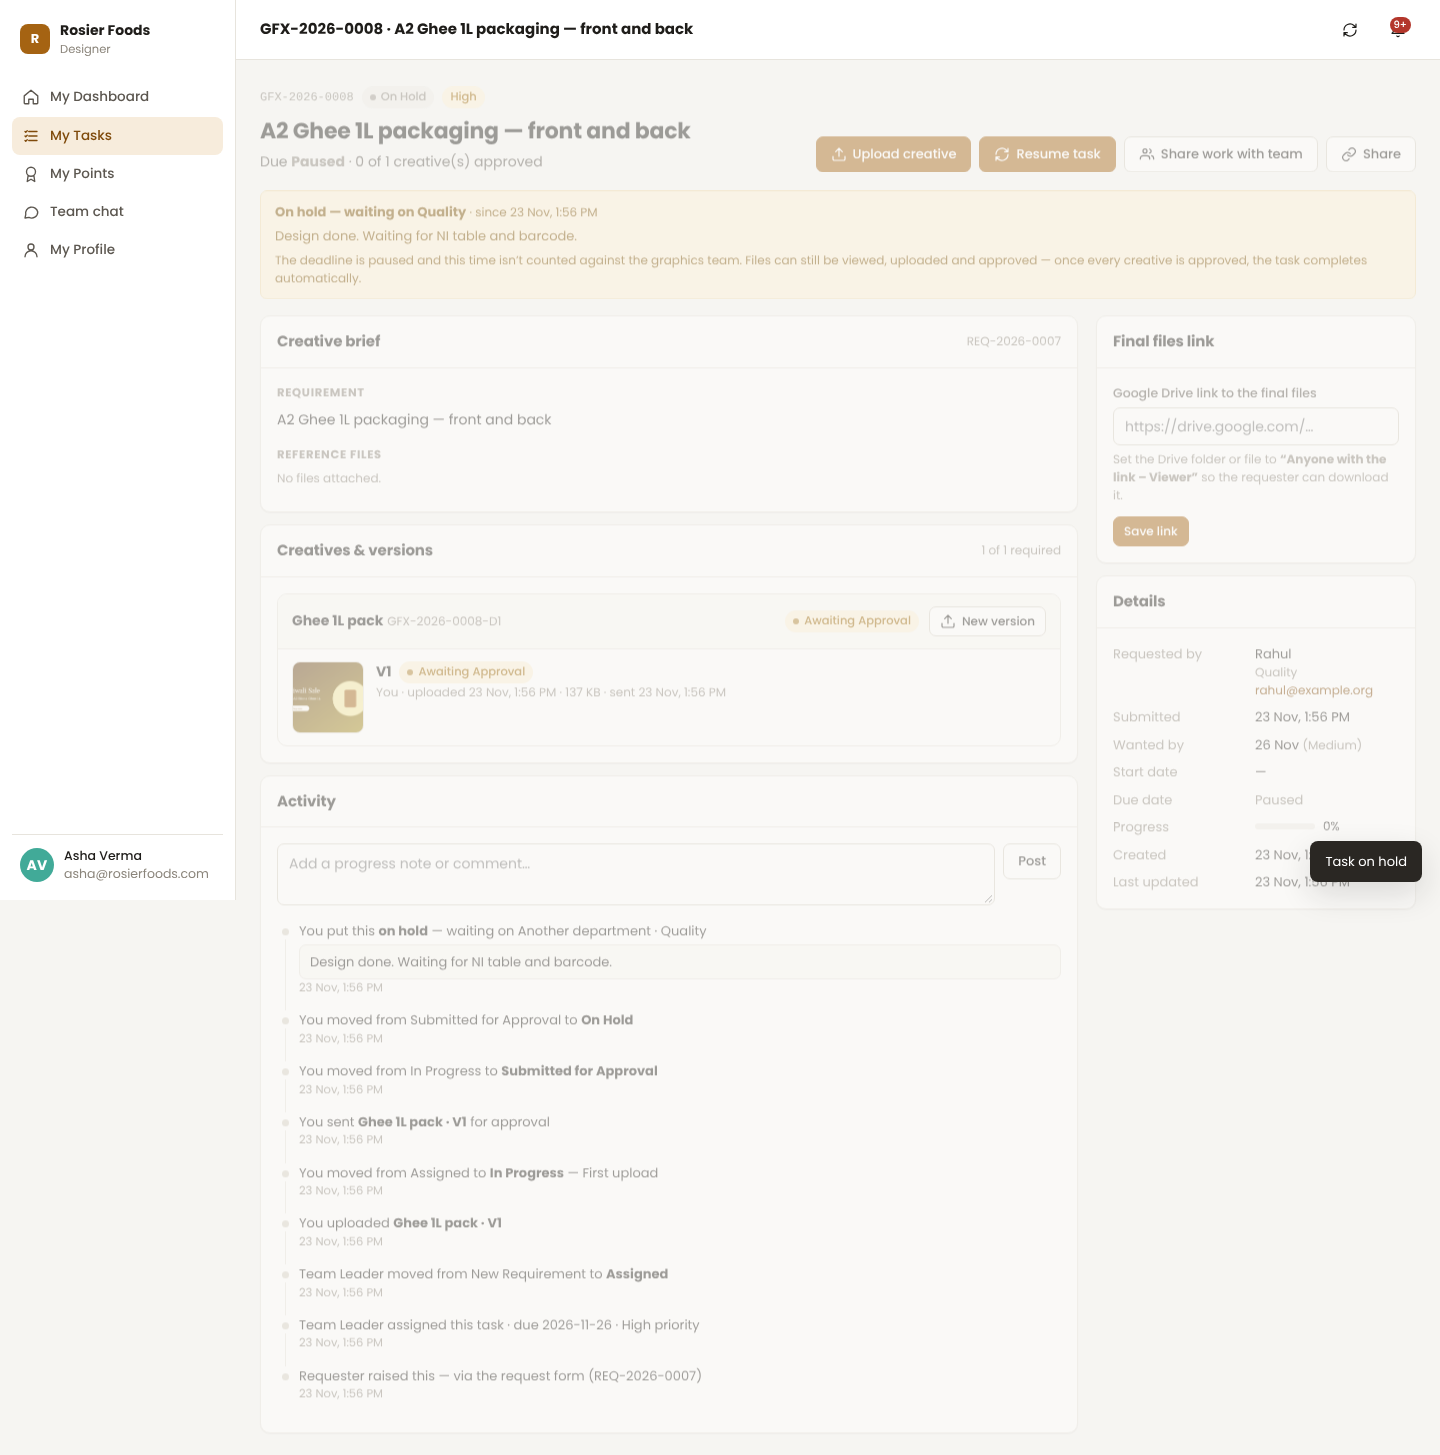 R
Rosier Foods
Designer
My Dashboard
My Tasks
My Points
Team chat
My Profile
AV
Asha Verma
asha@rosierfoods.com
GFX-2026-0008 · A2 Ghee 1L packaging — front and back
9+
GFX-2026-0008
On Hold
High
A2 Ghee 1L packaging — front and back
Due Paused · 0 of 1 creative(s) approved
Upload creative
Resume task
Share work with team
Share
On hold — waiting on Quality · since 23 Nov, 1:56 PM
Design done. Waiting for NI table and barcode.
The deadline is paused and this time isn't counted against the graphics team. Files can still be viewed, uploaded and approved — once every creative is approved, the task completes
automatically.
Creative brief
REQ-2026-0007
REQUIREMENT
A2 Ghee 1L packaging — front and back
REFERENCE FILES
No files attached.
Creatives & versions
1 of 1 required
Ghee 1L pack GFX-2026-0008-D1
Awaiting Approval
New version
V1
Awaiting Approval
You · uploaded 23 Nov, 1:56 PM · 137 KB · sent 23 Nov, 1:56 PM
Activity
Add a progress note or comment…
Post
You put this on hold — waiting on Another department · Quality
Design done. Waiting for NI table and barcode.
23 Nov, 1:56 PM
You moved from Submitted for Approval to On Hold
23 Nov, 1:56 PM
You moved from In Progress to Submitted for Approval
23 Nov, 1:56 PM
You sent Ghee 1L pack · V1 for approval
23 Nov, 1:56 PM
You moved from Assigned to In Progress — First upload
23 Nov, 1:56 PM
You uploaded Ghee 1L pack · V1
23 Nov, 1:56 PM
Team Leader moved from New Requirement to Assigned
23 Nov, 1:56 PM
Team Leader assigned this task · due 2026-11-26 · High priority
23 Nov, 1:56 PM
Requester raised this — via the request form (REQ-2026-0007)
23 Nov, 1:56 PM
Final files link
Google Drive link to the final files
https://drive.google.com/…
Set the Drive folder or file to “Anyone with the
link – Viewer” so the requester can download
it.
Save link
Details
Requested by
Rahul
Quality
rahul@example.org
Submitted
23 Nov, 1:56 PM
Wanted by
26 Nov (Medium)
Start date
—
Due date
Paused
Progress
0%
Created
23 Nov, 1:
Task on hold
Last updated
23 Nov, 1:56 PM